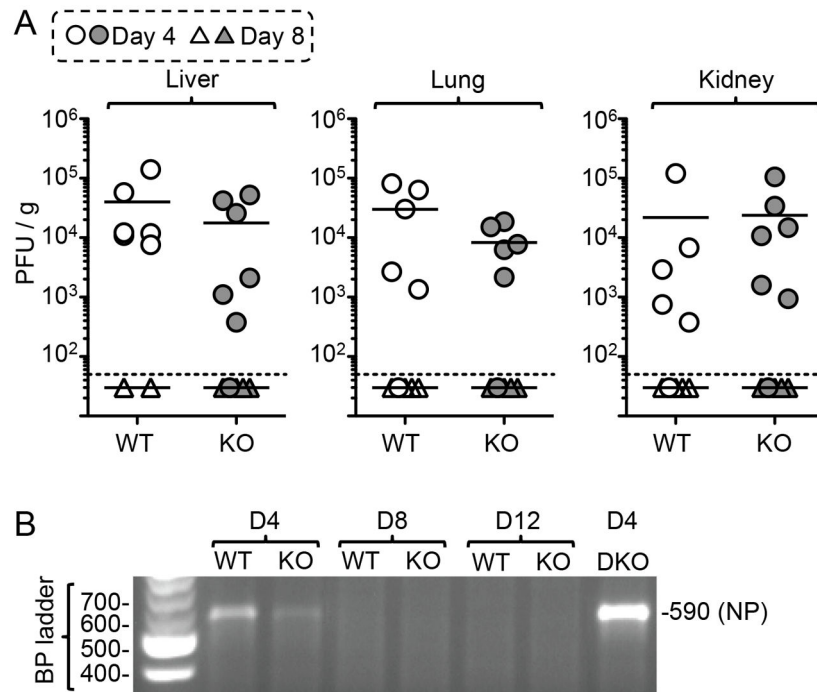 A
Day 4 Day 8
Liver Lung Kidney
PFU / g
10⁶ 10⁶ 10⁶
10⁵ 10⁵ 10⁵
10⁴ 10⁴ 10⁴
10³ 10³ 10³
10² 10² 10²
WT KO WT KO WT KO
B
D4 D8 D12 D4
WT KO WT KO WT KO DKO
BP ladder
700-
600-
500-
400-
-590 (NP)